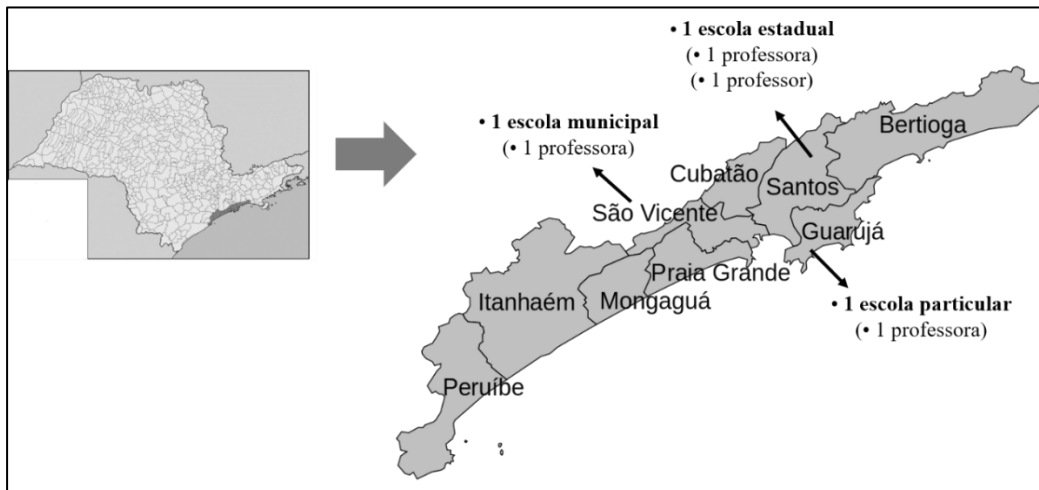 • 1 escola estadual
(• 1 professora)
(• 1 professor)
• 1 escola municipal
(• 1 professora)
Bertioga
Cubatão
Santos
São Vicente
Guarujá
Praia Grande
Itanhaém
Mongaguá
• 1 escola particular
(• 1 professora)
Peruíbe